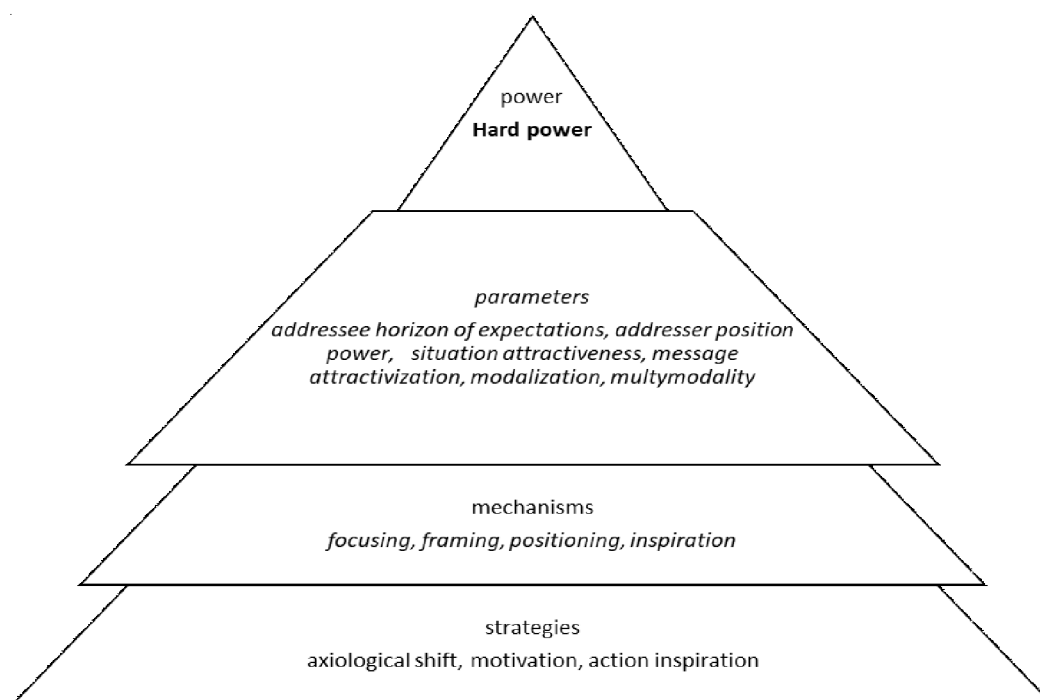 power
Hard power
parameters
addressee horizon of expectations, addresser position
power, situation attractiveness, message
attractivization, modalization, multymodality
mechanisms
focusing, framing, positioning, inspiration
strategies
axiological shift, motivation, action inspiration